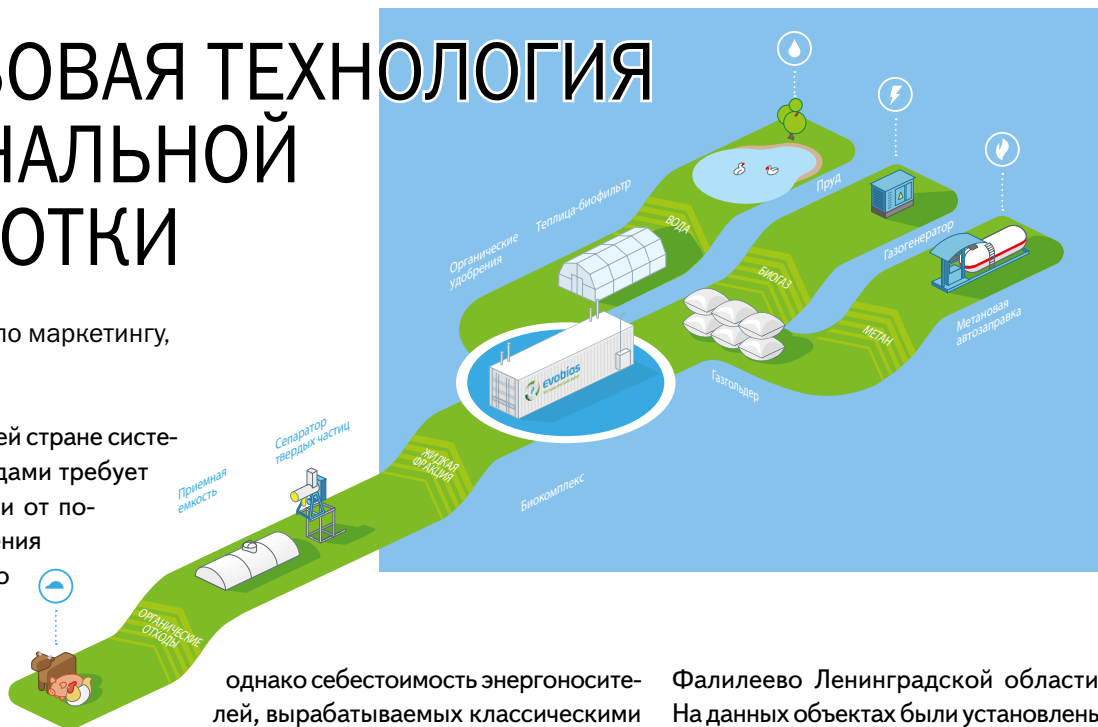 ОВАЯ ТЕХНОЛОГИЯ
НАЛЬНОЙ
ОТКИ
по маркетингу,
ей стране систе-
дами требует
и от по-
ения
о
Органические
удобрения
Теплица-биофильтр
ВОДА
Пруд
Газогенератор
БИОГАЗ
МЕТАН
Метановая
автозаправка
Газгольдер
evobios
Биокомплекс
ЖИДКАЯ
ФРАКЦИЯ
Сепаратор
твердых частиц
Приемная
емкость
ОРГАНИЧЕСКИЕ
ОТХОДЫ
однако себестоимость энергоносите-
лей, вырабатываемых классическими
Фалилеево Ленинградской области
На данных объектах были установлены